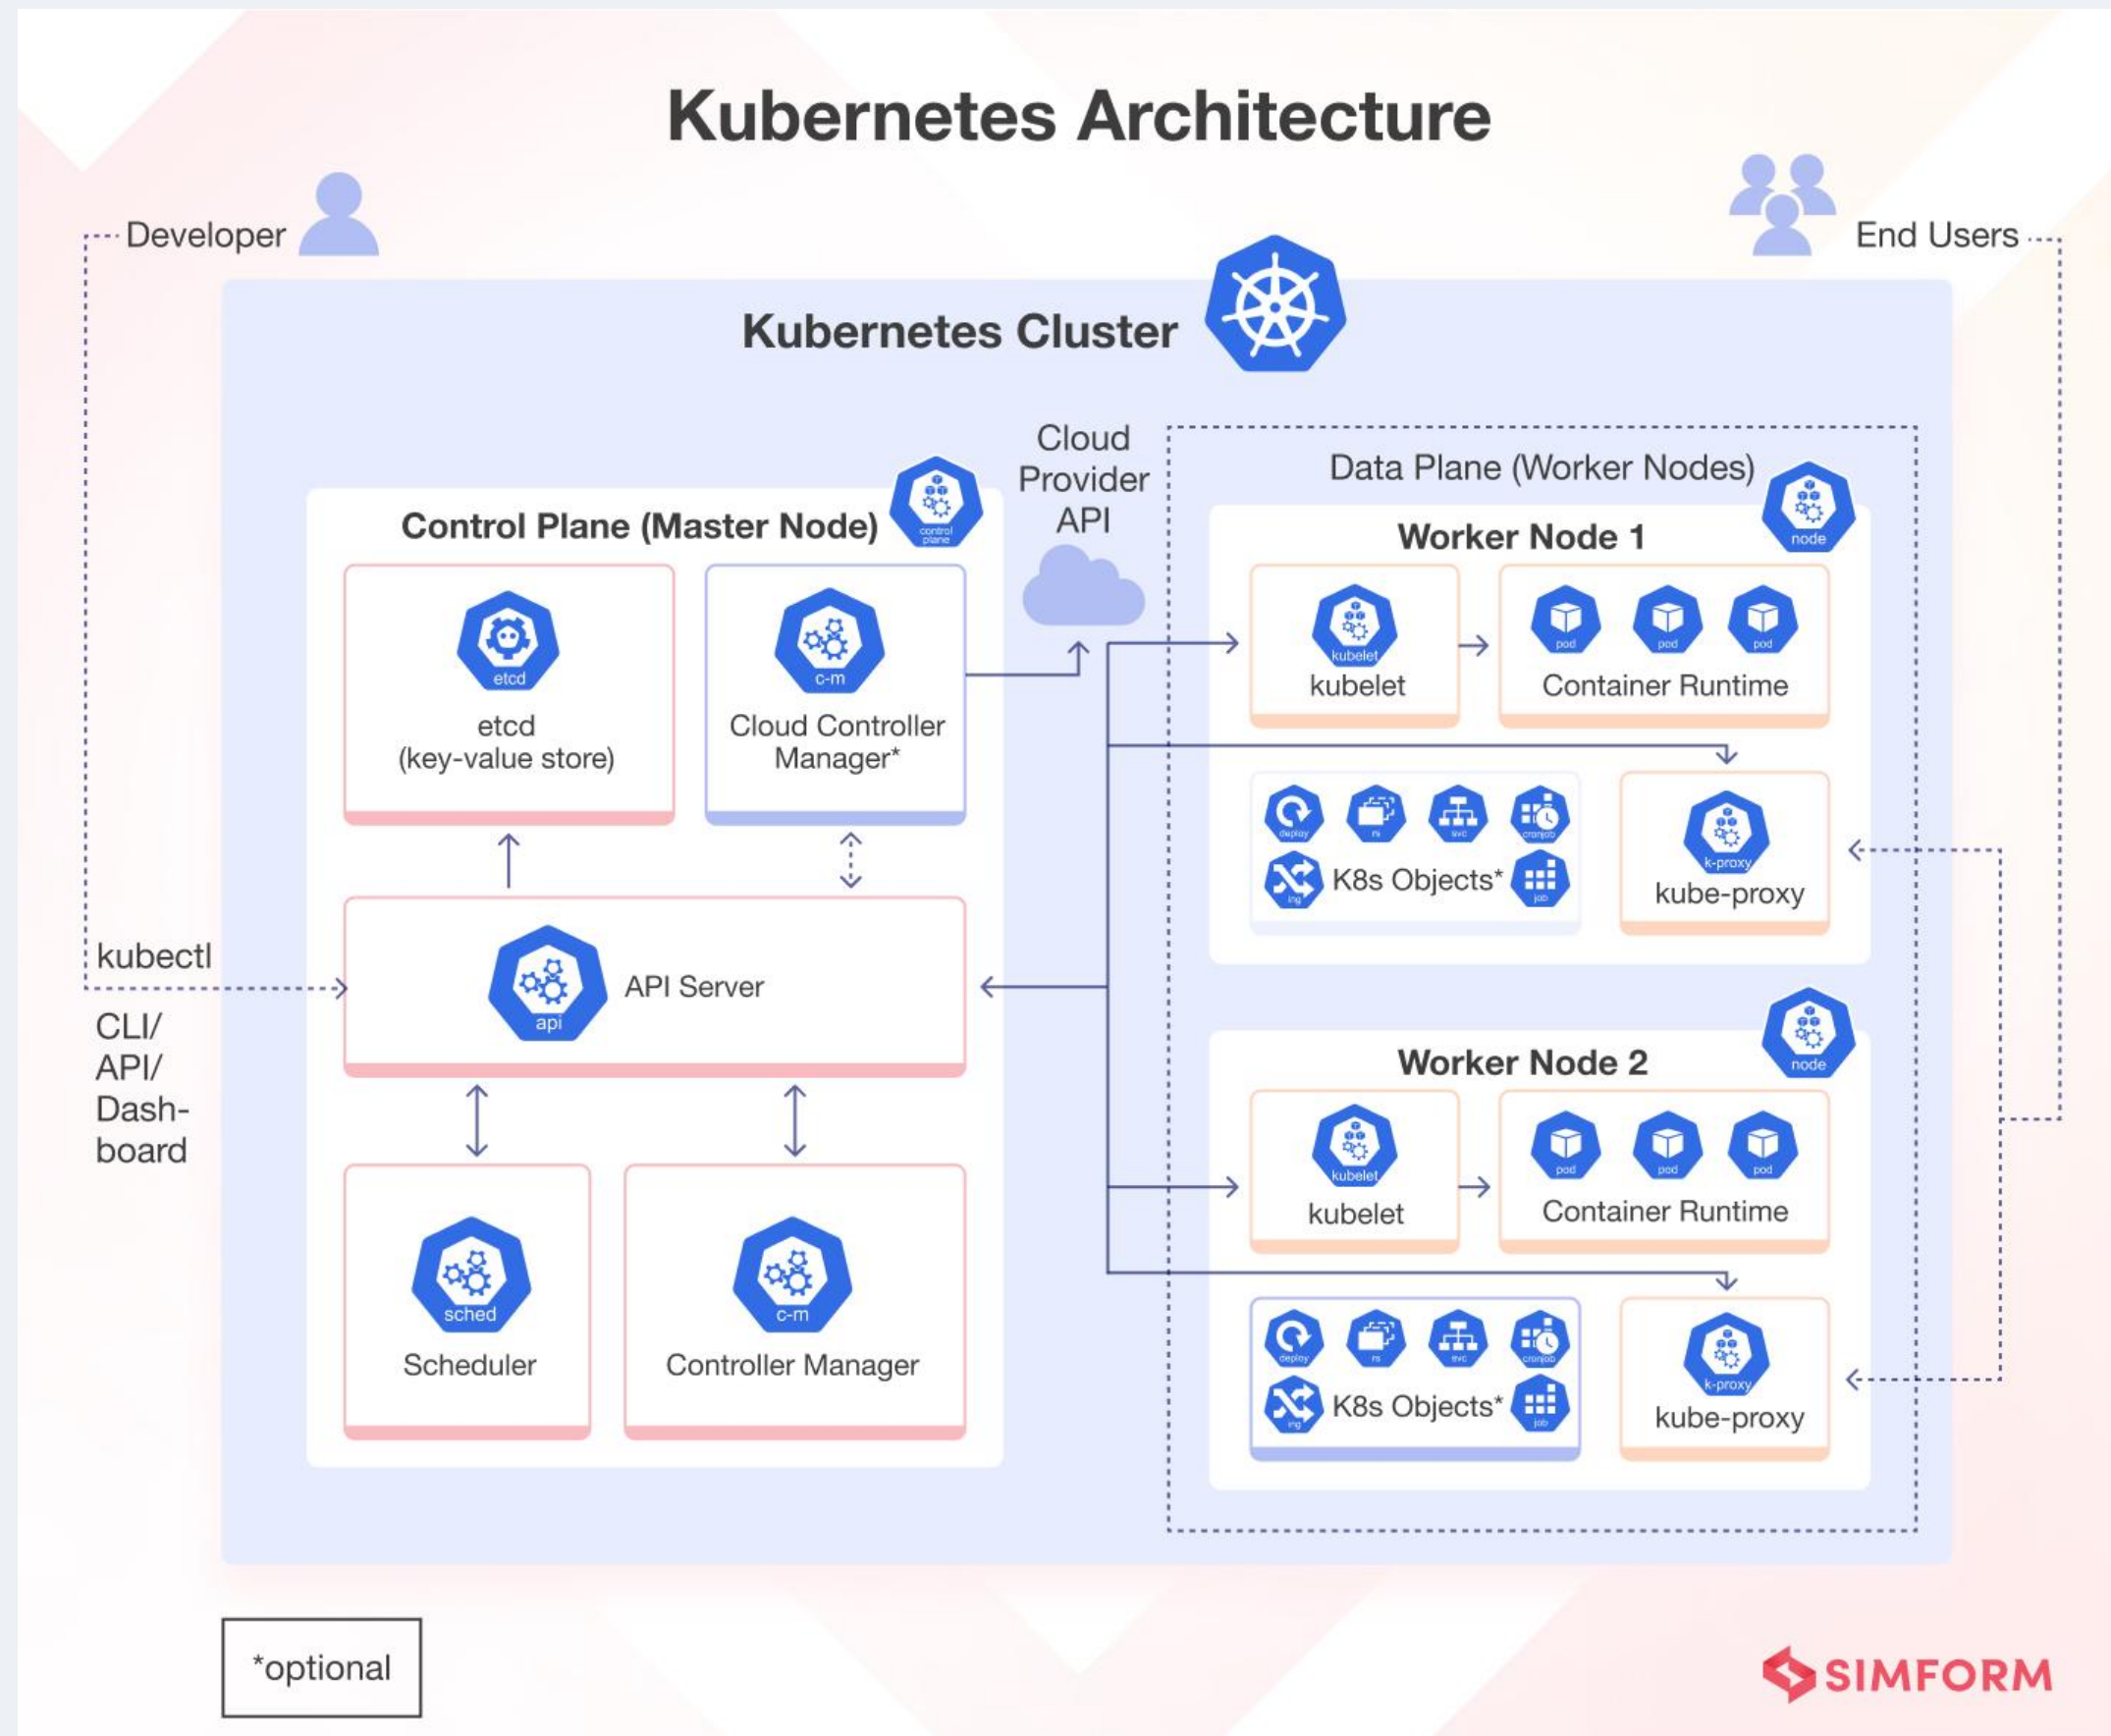 Kubernetes Architecture
Developer
End Users
Kubernetes Cluster
Cloud
Provider
API
Control Plane (Master Node)
control
plane
etcd
etcd
(key-value store)
c-m
Cloud Controller
Manager*
api
API Server
kubectl
CLI/
API/
Dash-
board
sched
Scheduler
c-m
Controller Manager
Data Plane (Worker Nodes)
node
Worker Node 1
kubelet
kubelet
pod
pod
pod
Container Runtime
deploy
rs
svc
cronjob
ing
K8s Objects*
job
k-proxy
kube-proxy
node
Worker Node 2
kubelet
kubelet
pod
pod
pod
Container Runtime
deploy
rs
svc
cronjob
ing
K8s Objects*
job
k-proxy
kube-proxy
*optional
SIMFORM